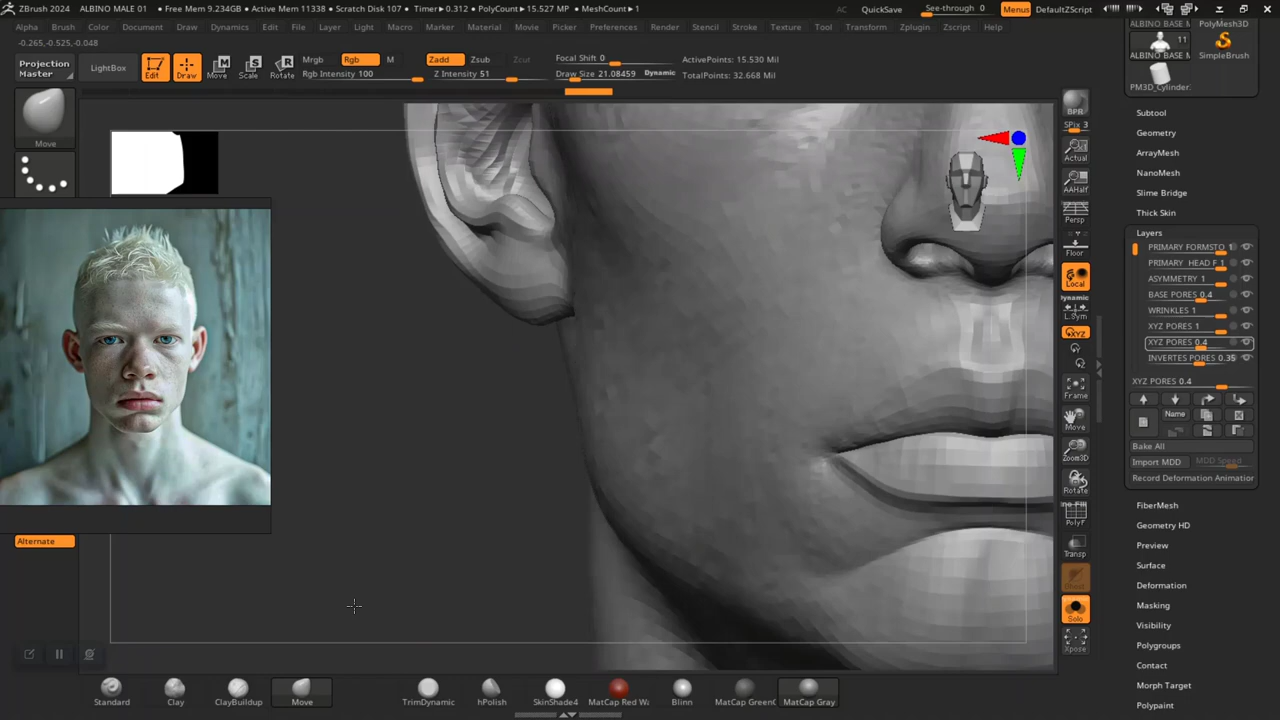 ZBrush 2024
ALBINO MALE 01
● Free Mem 9.234GB ● Active Mem 11338 ● Scratch Disk 107 ● Timer▸0.312 ● PolyCount▸15.527 MP ● MeshCount▸1
AC
QuickSave
See-through 0
Menus
DefaultZScript
Alpha Brush Color Document Draw Dynamics Edit File Layer Light Macro Marker Material Movie Picker Preferences Render Stencil Stroke Texture Tool Transform Zplugin Zscript Help
-0.265,-0.525,-0.048
Projection Master
LightBox
Edit
Draw
Move
Scale
Rotate
Mrgb
Rgb
M
Rgb Intensity 100
Zadd
Zsub
Zcut
Z Intensity 51
Focal Shift 0
Draw Size 21.08459
Dynamic
ActivePoints: 15.530 Mil
TotalPoints: 32.668 Mil
Move
Alternate
BPR
SPix 3
Actual
AAHalf
Persp
Floor
Local
Dynamic
L.Sym
XYZ
Frame
Move
Zoom3D
Rotate
PolyF
Transp
Ghost
Solo
Xpose
ALBINO BASE M
PolyMesh3D
11
ALBINO BASE M
SimpleBrush
PM3D_Cylinder.
Subtool
Geometry
ArrayMesh
NanoMesh
Slime Bridge
Thick Skin
Layers
PRIMARY FORMSTO 1
PRIMARY HEAD F 1
ASYMMETRY 1
BASE PORES 0.4
WRINKLES 1
XYZ PORES 1
XYZ PORES 0.4
INVERTES PORES 0.35
XYZ PORES 0.4
Name
Bake All
Import MDD
MDD Speed
Record Deformation Animation
FiberMesh
Geometry HD
Preview
Surface
Deformation
Masking
Visibility
Polygroups
Contact
Morph Target
Polypaint
Standard
Clay
ClayBuildup
Move
TrimDynamic
hPolish
SkinShade4
MatCap Red Wa
Blinn
MatCap GreenC
MatCap Gray